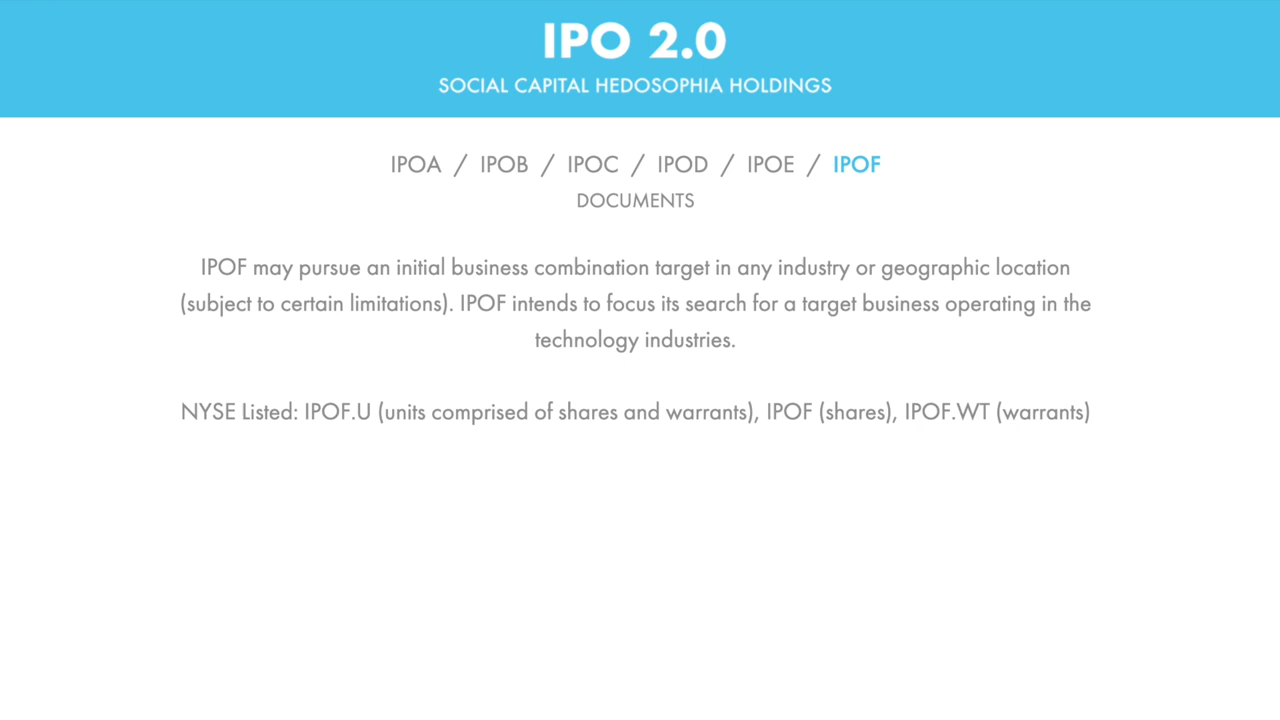 IPO 2.0
SOCIAL CAPITAL HEDOSOPHIA HOLDINGS
IPOA / IPOB / IPOC / IPOD / IPOE / IPOF
DOCUMENTS
IPOF may pursue an initial business combination target in any industry or geographic location
(subject to certain limitations). IPOF intends to focus its search for a target business operating in the
technology industries.
NYSE Listed: IPOF.U (units comprised of shares and warrants), IPOF (shares), IPOF.WT (warrants)